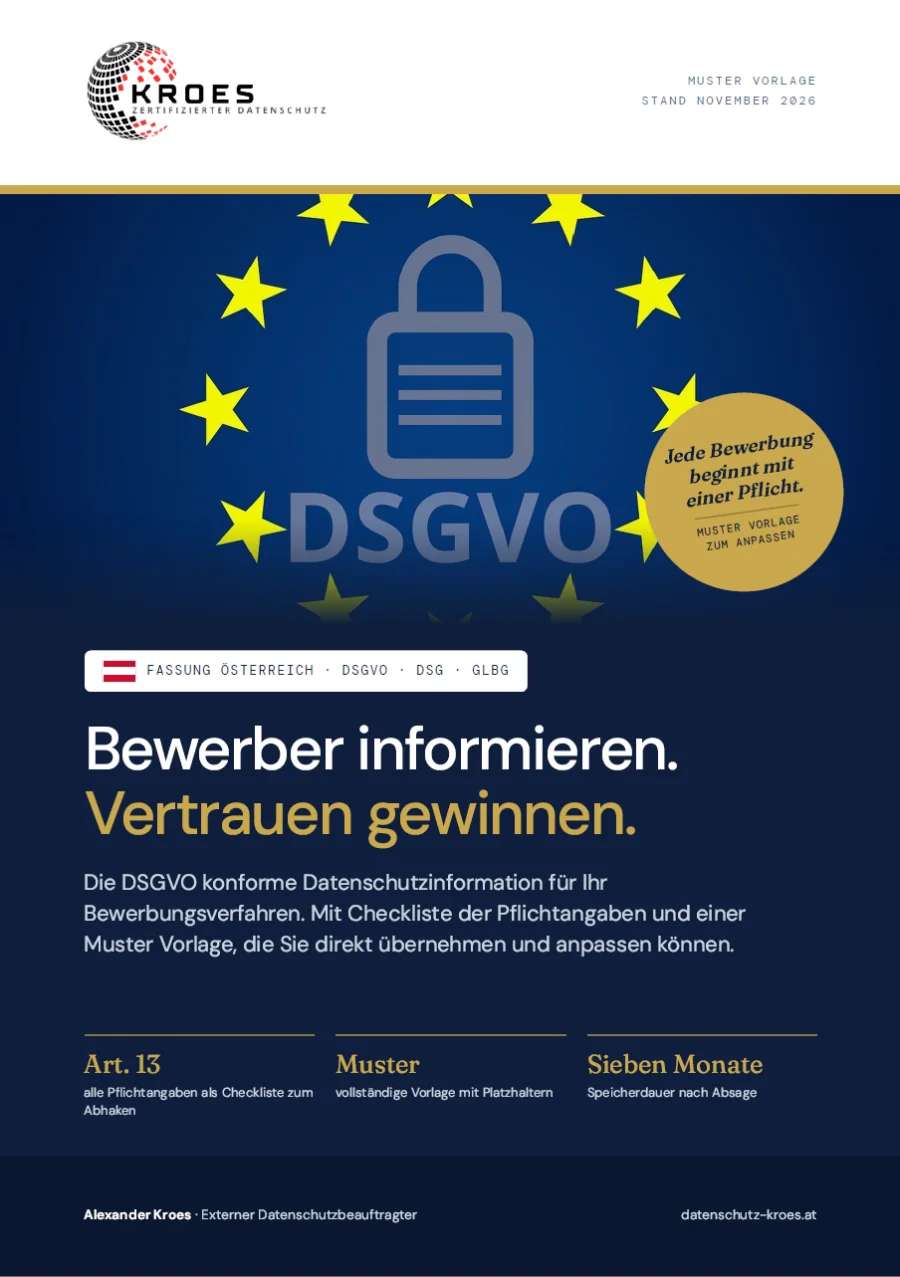 KROES
ZERTIFIZIERTER DATENSCHUTZ
MUSTER VORLAGE
STAND NOVEMBER 2026
DSGVO
Jede Bewerbung
beginnt mit
einer Pflicht.
MUSTER VORLAGE
ZUM ANPASSEN
FASSUNG ÖSTERREICH · DSGVO · DSG · GLBG
Bewerber informieren.
Vertrauen gewinnen.
Die DSGVO konforme Datenschutzinformation für Ihr
Bewerbungsverfahren. Mit Checkliste der Pflichtangaben und einer
Muster Vorlage, die Sie direkt übernehmen und anpassen können.
Art. 13
alle Pflichtangaben als Checkliste zum
Abhaken
Muster
vollständige Vorlage mit Platzhaltern
Sieben Monate
Speicherdauer nach Absage
Alexander Kroes · Externer Datenschutzbeauftragter
datenschutz-kroes.at